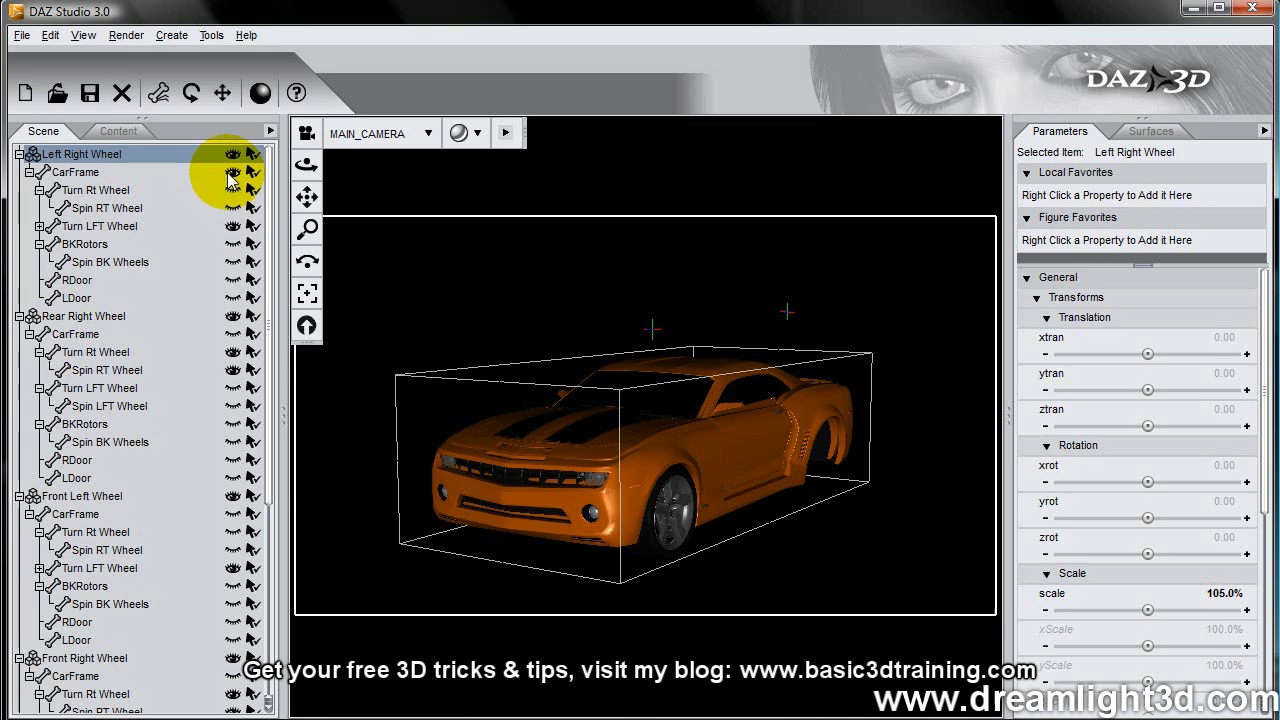 DAZ Studio 3.0
File Edit View Render Create Tools Help
DAZ 3D
Scene Content
MAIN_CAMERA
Parameters Surfaces
Left Right Wheel
CarFrame
Turn Rt Wheel
Spin RT Wheel
Turn LFT Wheel
BKRotors
Spin BK Wheels
RDoor
LDoor
Rear Right Wheel
CarFrame
Turn Rt Wheel
Spin RT Wheel
Turn LFT Wheel
Spin LFT Wheel
BKRotors
Spin BK Wheels
RDoor
LDoor
Front Left Wheel
CarFrame
Turn Rt Wheel
Spin RT Wheel
Turn LFT Wheel
BKRotors
Spin BK Wheels
RDoor
LDoor
Front Right Wheel
CarFrame
Turn Rt Wheel
Spin RT Wheel
Selected Item: Left Right Wheel
Local Favorites
Right Click a Property to Add it Here
Figure Favorites
Right Click a Property to Add it Here
General
Transforms
Translation
xtran 0.00
ytran 0.00
ztran 0.00
Rotation
xrot 0.00
yrot 0.00
zrot 0.00
Scale
scale 105.0%
xScale 100.0%
yScale 100.0%
Get your free 3D tricks & tips, visit my blog: www.basic3dtraining.com
www.dreamlight3d.com